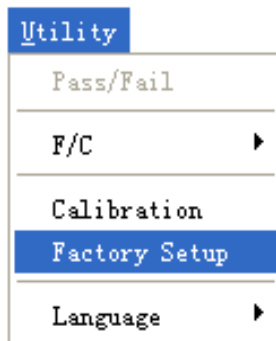 Utility
Pass/Fail
F/C
Calibration
Factory Setup
Language